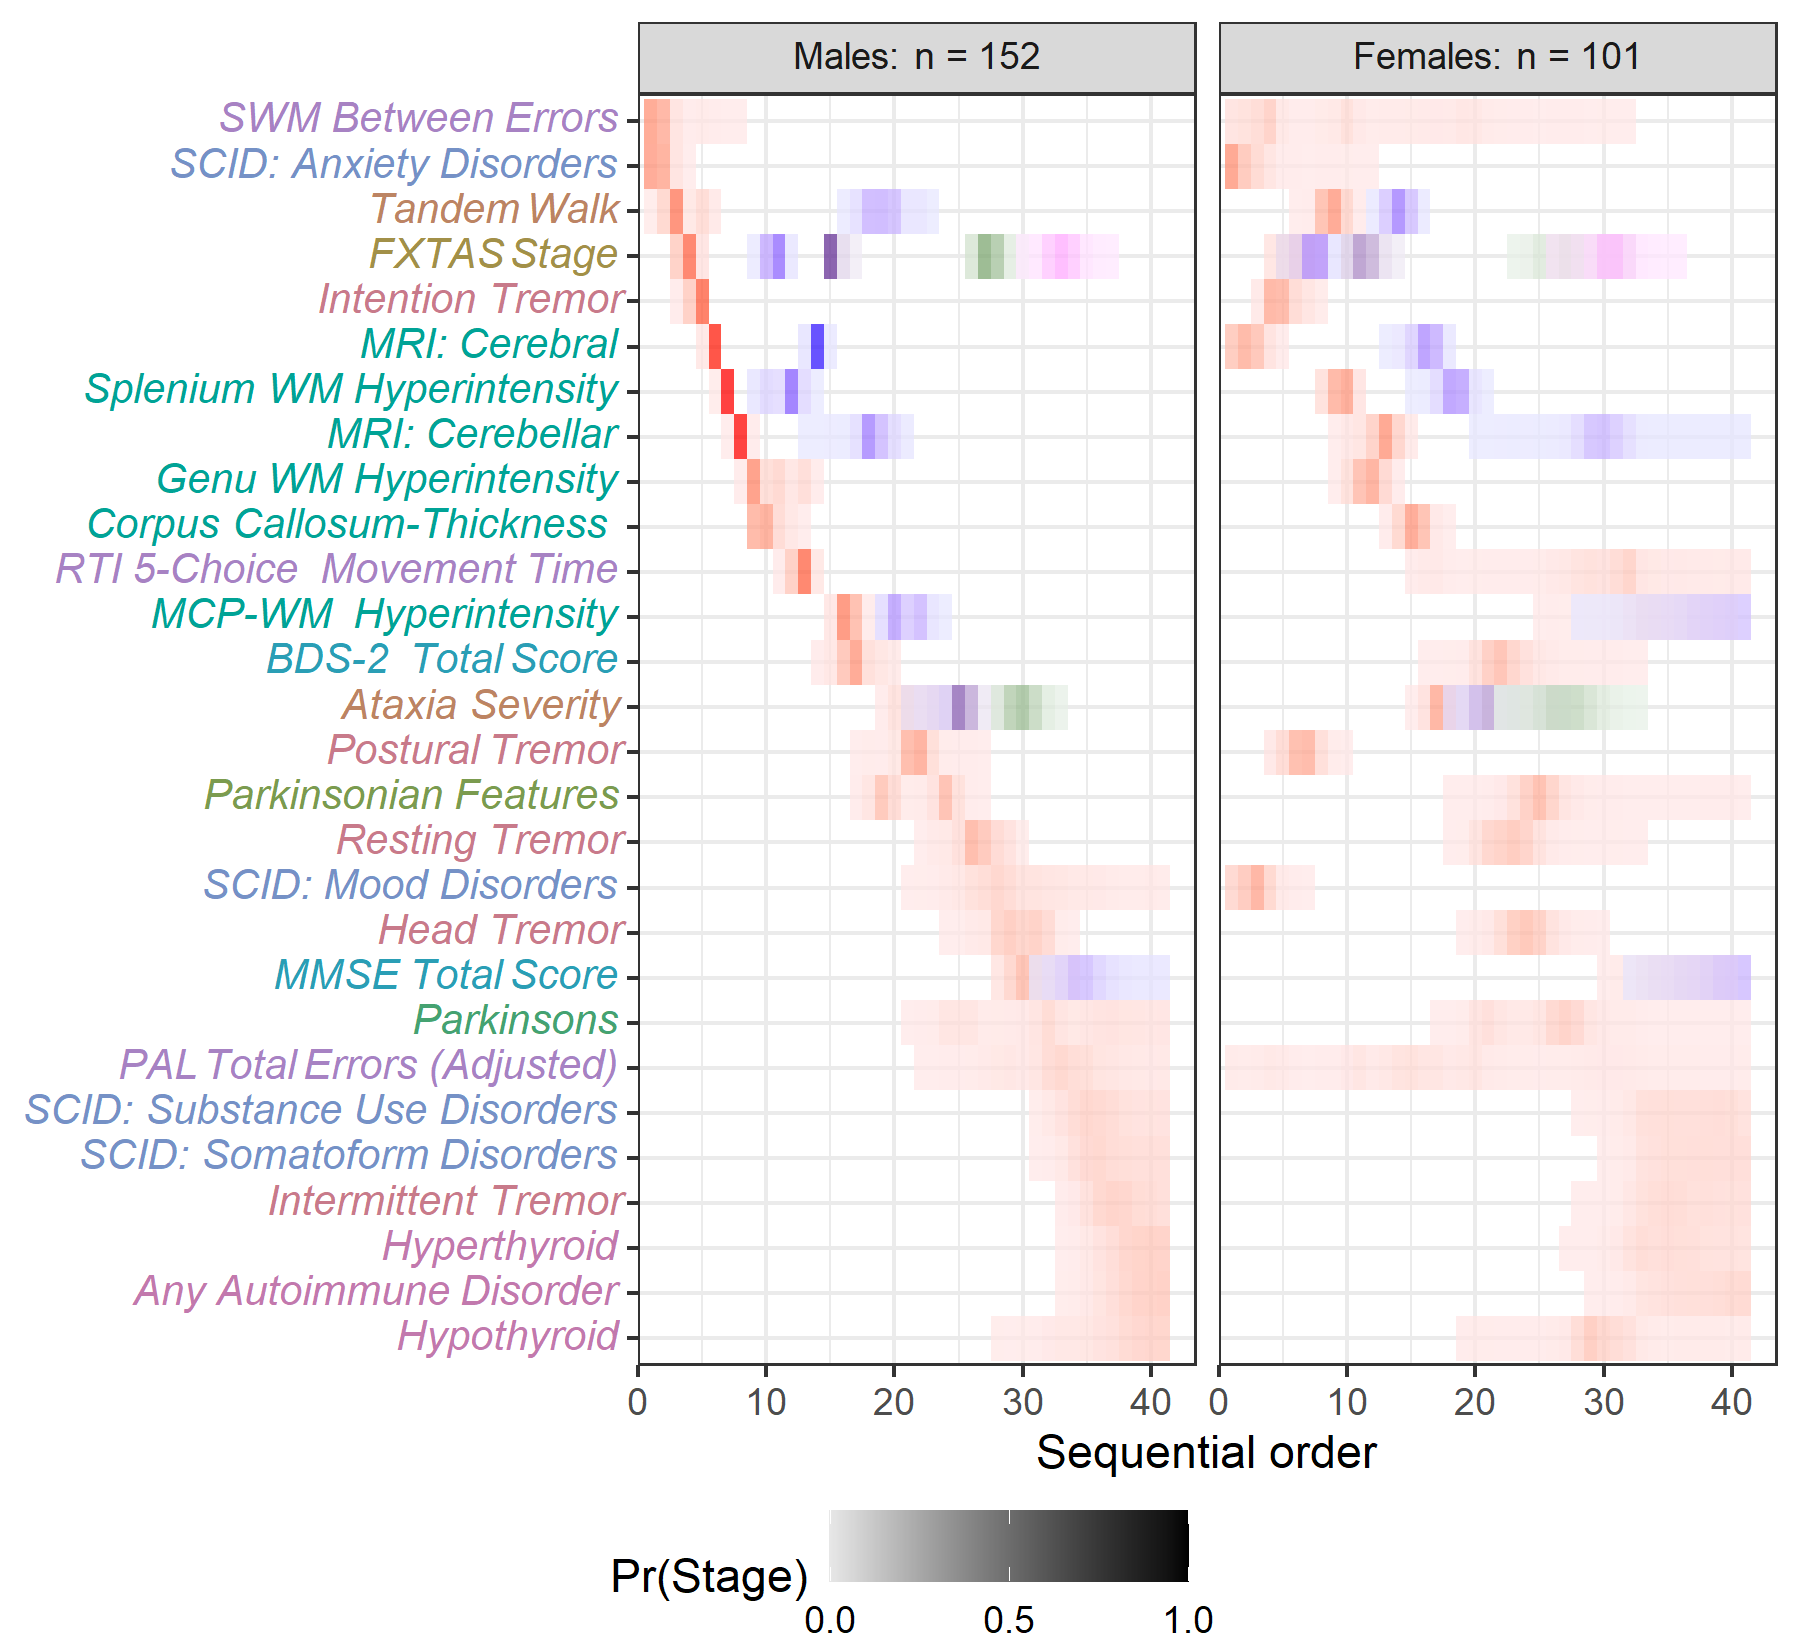 Males: n = 152
Females: n = 101
SWM Between Errors
SCID: Anxiety Disorders
Tandem Walk
FXTAS Stage
Intention Tremor
MRI: Cerebral
Splenium WM Hyperintensity
MRI: Cerebellar
Genu WM Hyperintensity
Corpus Callosum-Thickness
RTI 5-Choice Movement Time
MCP-WM Hyperintensity
BDS-2 Total Score
Ataxia Severity
Postural Tremor
Parkinsonian Features
Resting Tremor
SCID: Mood Disorders
Head Tremor
MMSE Total Score
Parkinsons
PAL Total Errors (Adjusted)
SCID: Substance Use Disorders
SCID: Somatoform Disorders
Intermittent Tremor
Hyperthyroid
Any Autoimmune Disorder
Hypothyroid
0 10 20 30 40 0 10 20 30 40
Sequential order
Pr(Stage)
0.0 0.5 1.0